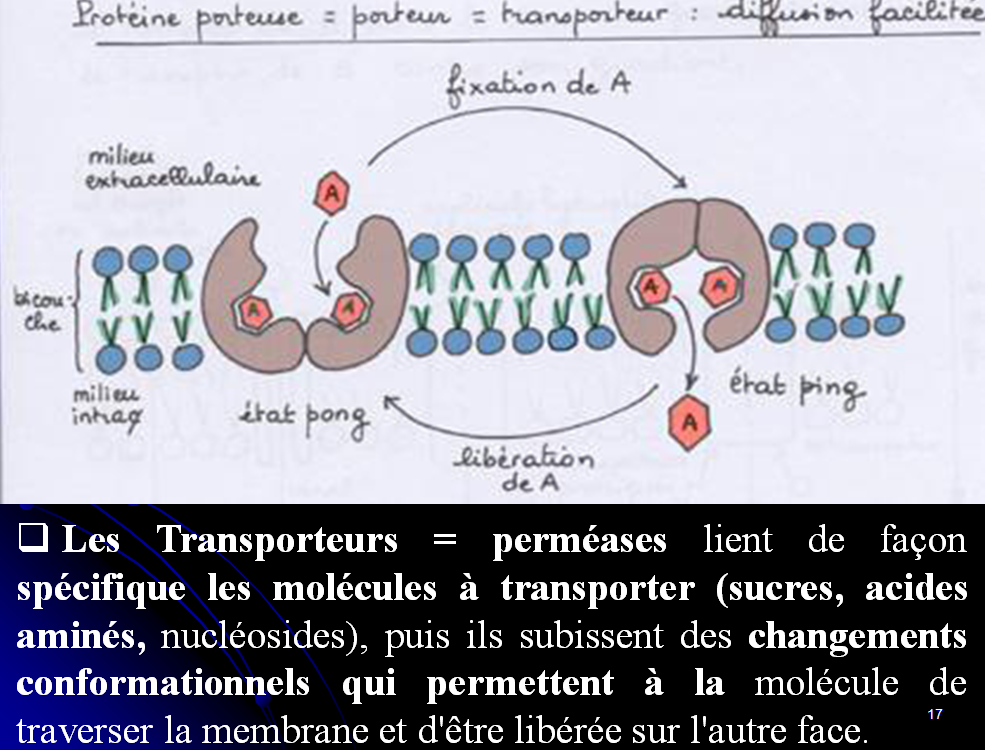 Protéine porteuse = porteur = transporteur : diffusion facilitée
fixation de A
milieu
extracellulaire
A
A
A
A
A
bicou-
che
milieu
intraç
état pong
état ping
A
libération
de A
❑ Les Transporteurs = perméases lient de façon
spécifique les molécules à transporter (sucres, acides
aminés, nucléosides), puis ils subissent des changements
conformationnels qui permettent à la molécule de
traverser la membrane et d'être libérée sur l'autre face.
17